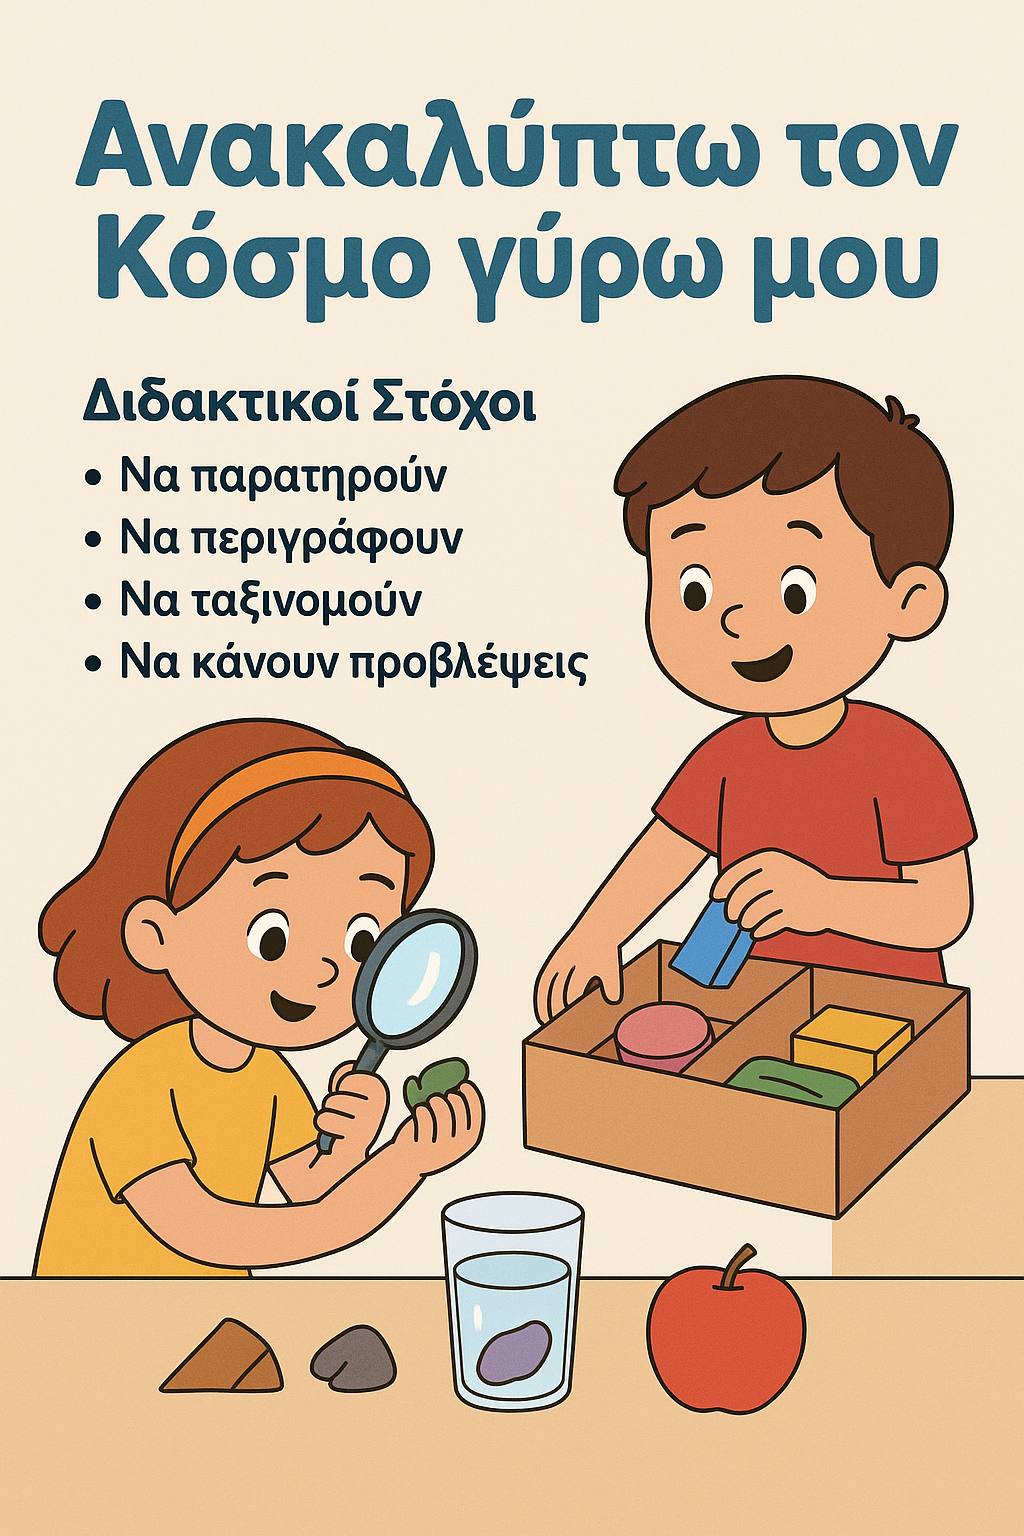 Ανακαλύπτω τον
Κόσμο γύρω μου
Διδακτικοί Στόχοι
• Να παρατηρούν
• Να περιγράφουν
• Να ταξινομούν
• Να κάνουν προβλέψεις